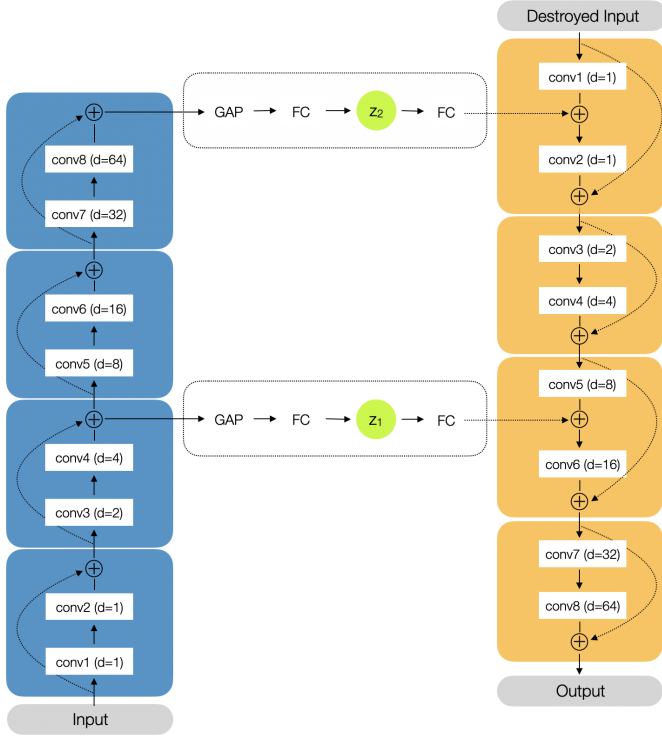 Destroyed Input
conv1 (d=1)
conv2 (d=1)
conv3 (d=2)
conv4 (d=4)
conv5 (d=8)
conv6 (d=16)
conv7 (d=32)
conv8 (d=64)
Output
GAP
FC
z2
FC
GAP
FC
z1
FC
conv8 (d=64)
conv7 (d=32)
conv6 (d=16)
conv5 (d=8)
conv4 (d=4)
conv3 (d=2)
conv2 (d=1)
conv1 (d=1)
Input